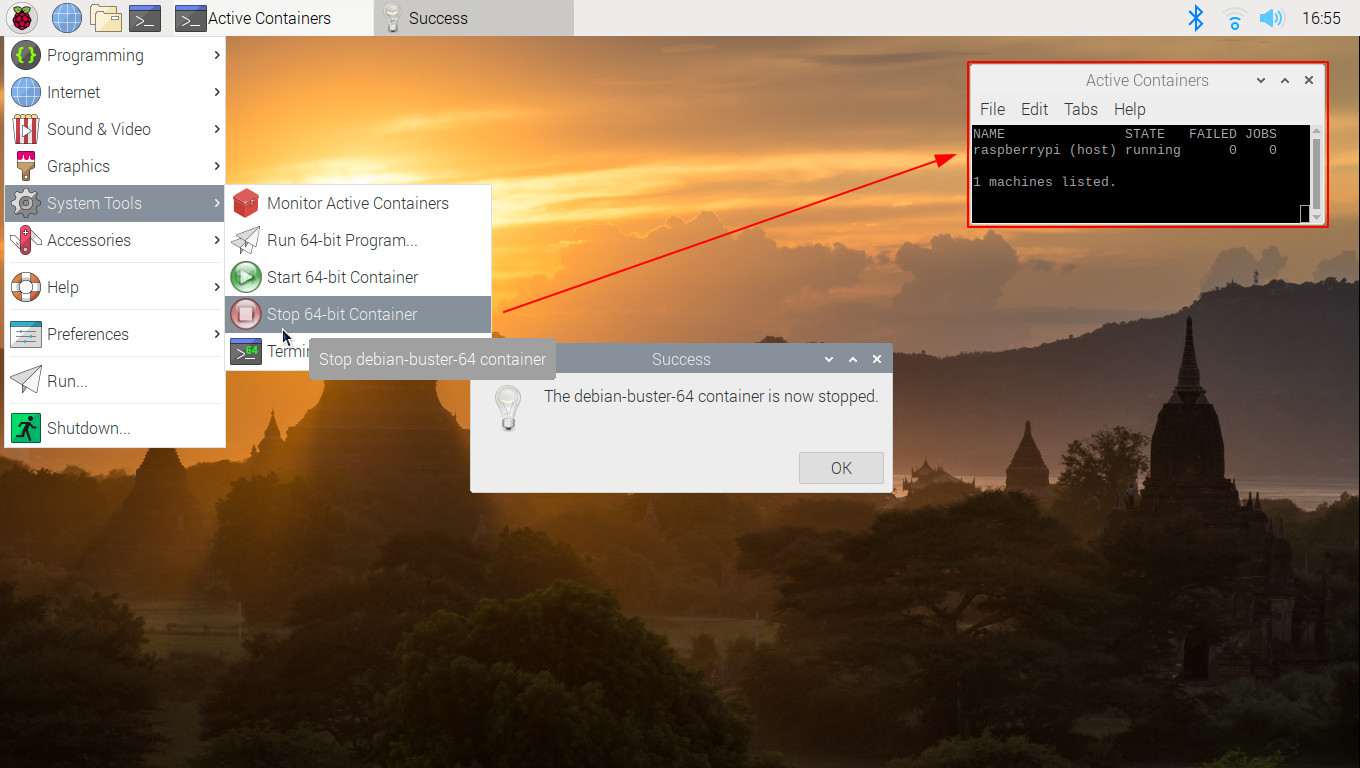 Active Containers
Success
16:55
Programming
Internet
Sound & Video
Graphics
System Tools
Accessories
Help
Preferences
Run...
Shutdown...
Monitor Active Containers
Run 64-bit Program...
Start 64-bit Container
Stop 64-bit Container
64
Termi
Stop debian-buster-64 container
Success
The debian-buster-64 container is now stopped.
OK
Active Containers
File Edit Tabs Help
NAME STATE FAILED JOBS
raspberrypi (host) running 0 0
1 machines listed.